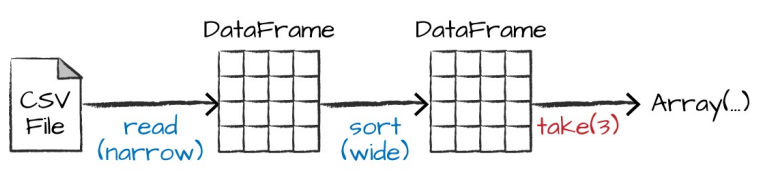 DataFrame
DataFrame
CSV
File
read
(narrow)
sort
(wide)
take(3)
Array(...)